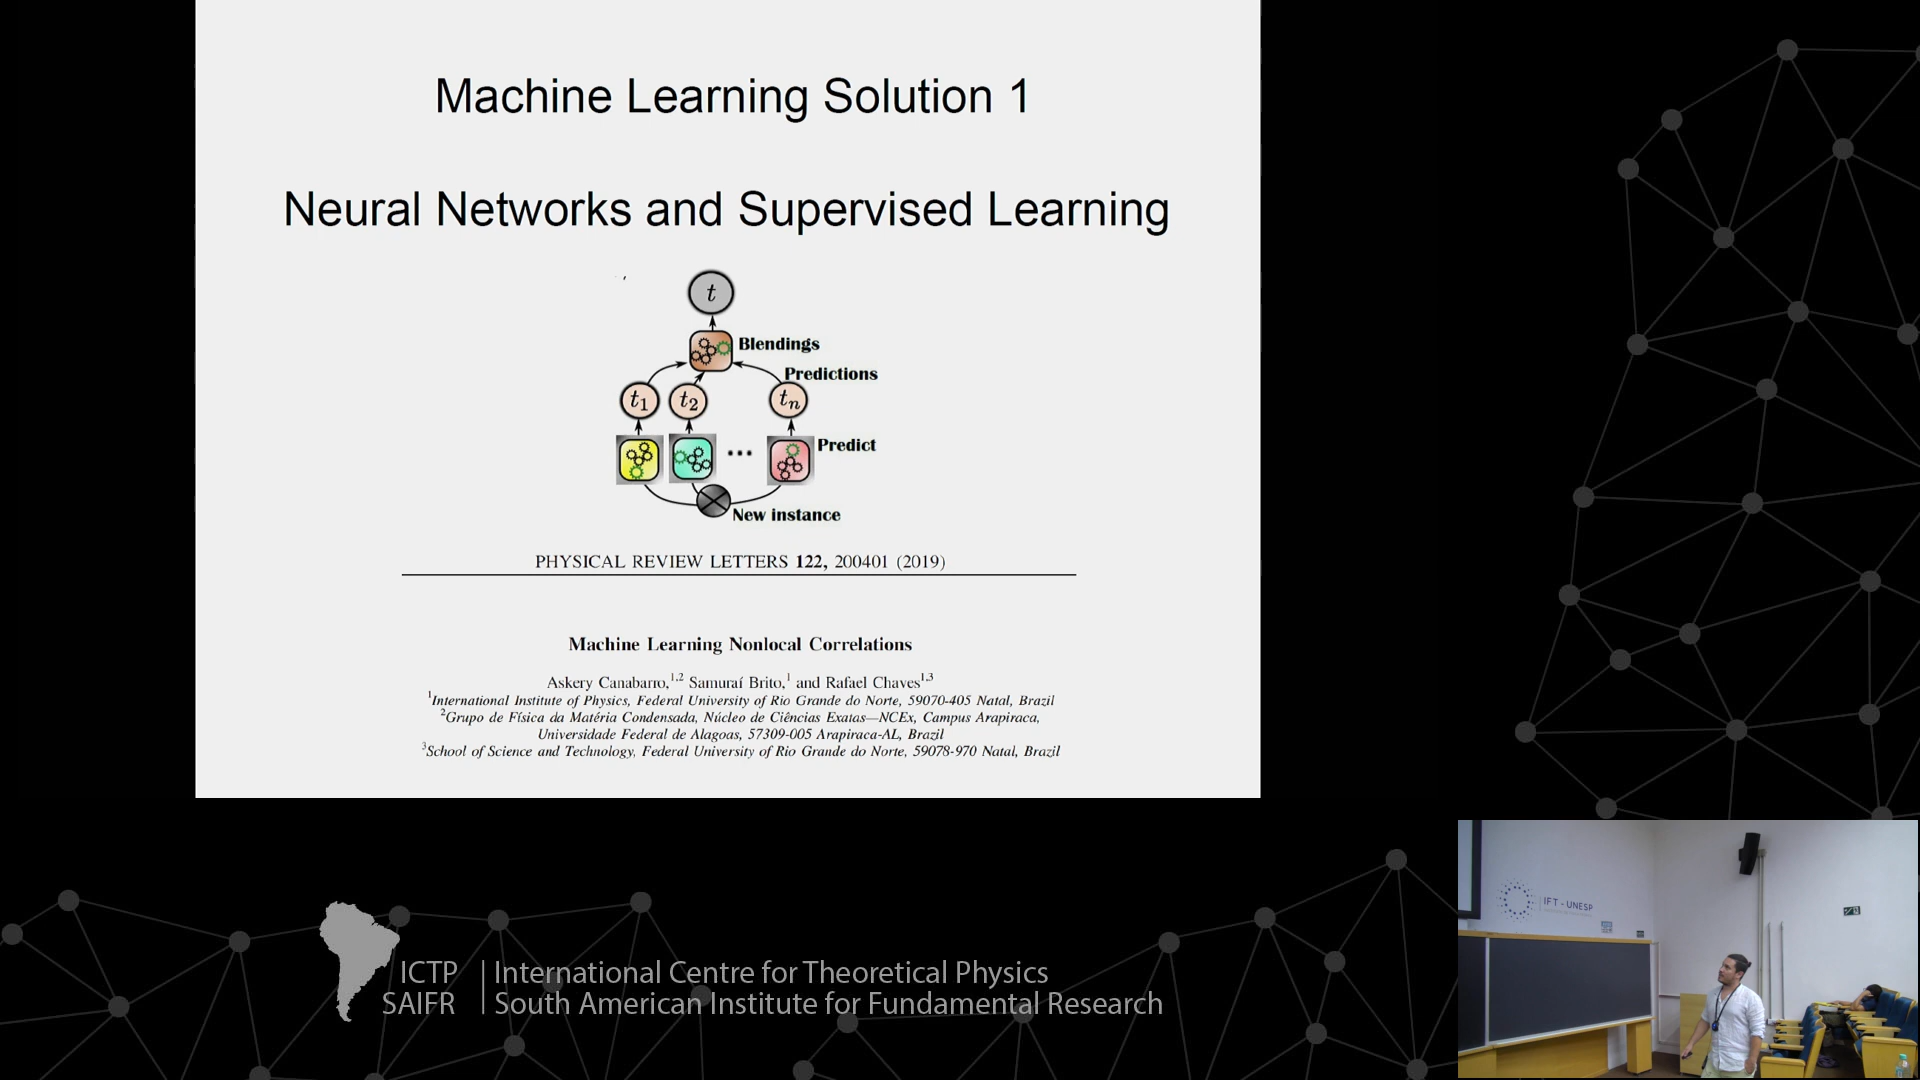 Machine Learning Solution 1
Neural Networks and Supervised Learning
t
Blendings
Predictions
t1 t2 tn
... Predict
New instance
PHYSICAL REVIEW LETTERS 122, 200401 (2019)
Machine Learning Nonlocal Correlations
Askery Canabarro,1,2 Samuraí Brito,1 and Rafael Chaves1,3
1International Institute of Physics, Federal University of Rio Grande do Norte, 59070-405 Natal, Brazil
2Grupo de Física da Matéria Condensada, Núcleo de Ciências Exatas—NCEx, Campus Arapiraca,
Universidade Federal de Alagoas, 57309-005 Arapiraca-AL, Brazil
3School of Science and Technology, Federal University of Rio Grande do Norte, 59078-970 Natal, Brazil
IFT - UNESP
ICTP | International Centre for Theoretical Physics
SAIFR | South American Institute for Fundamental Research